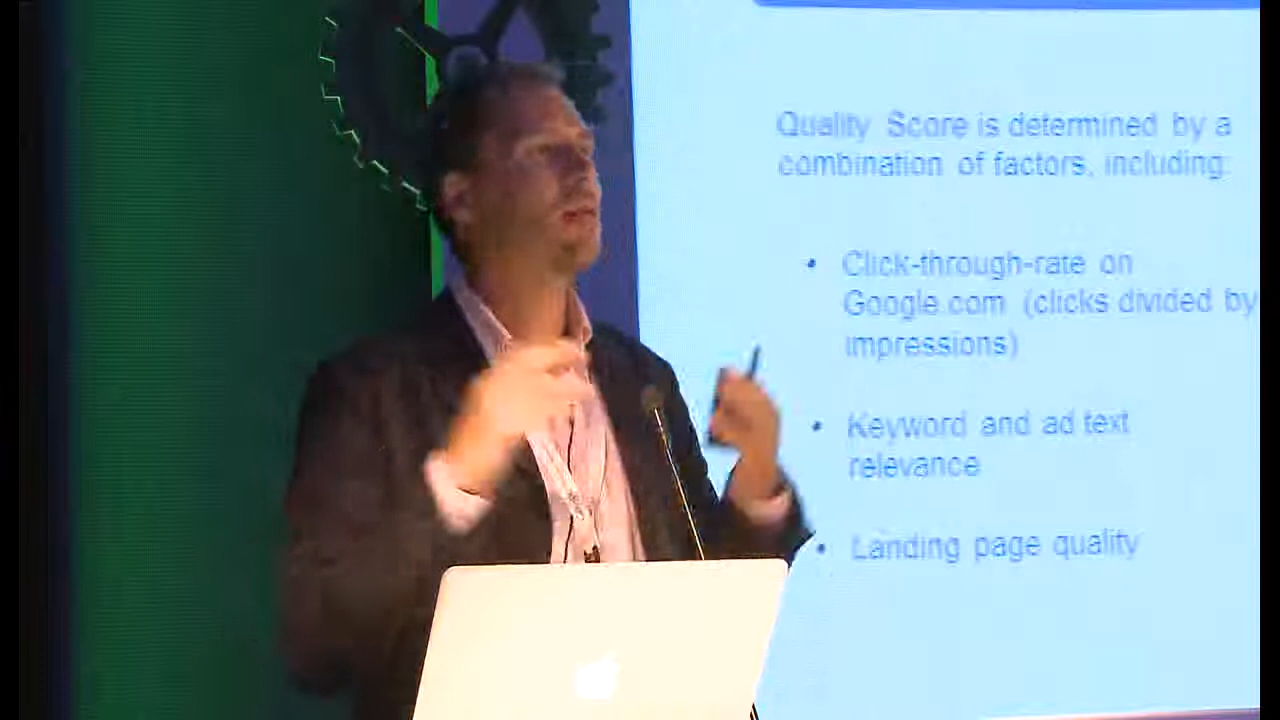 Quality Score is determined by a
combination of factors, including:
• Click-through-rate on
Google.com (clicks divided by
impressions)
• Keyword and ad text
relevance
• Landing page quality